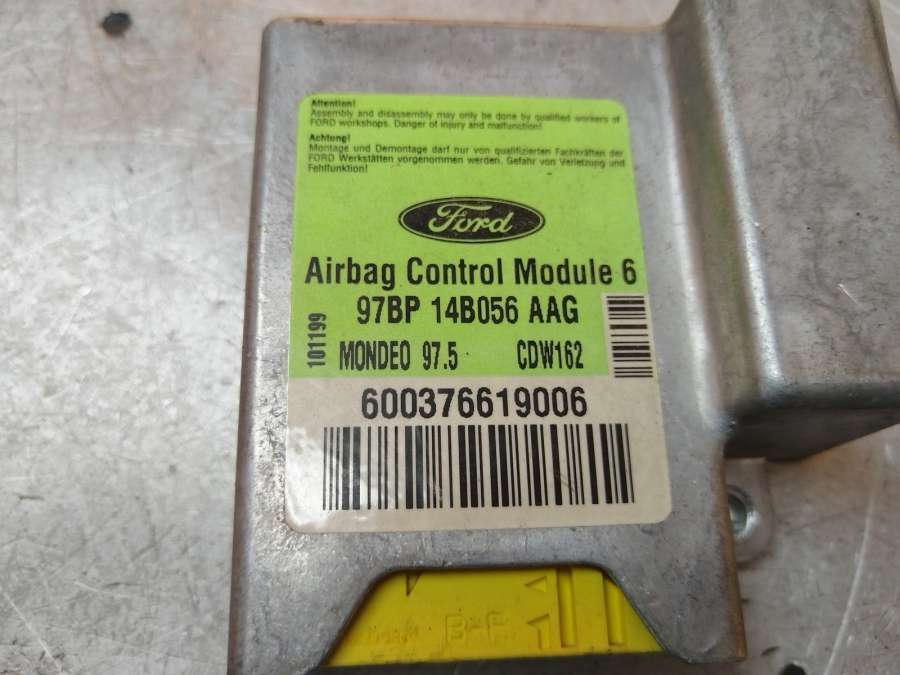 Attention!
Assembly and disassembly may only be done by qualified workers of
FORD workshops. Danger of injury and malfunction!
Achtung!
Montage und Demontage darf nur von qualifizierten Fachkräften der
FORD Werkstätten vorgenommen werden. Gefahr von Verletzung und
Fehlfunktion!
Ford
Airbag Control Module 6
97BP 14B056 AAG
101199
MONDEO 97.5 CDW162
600376619006